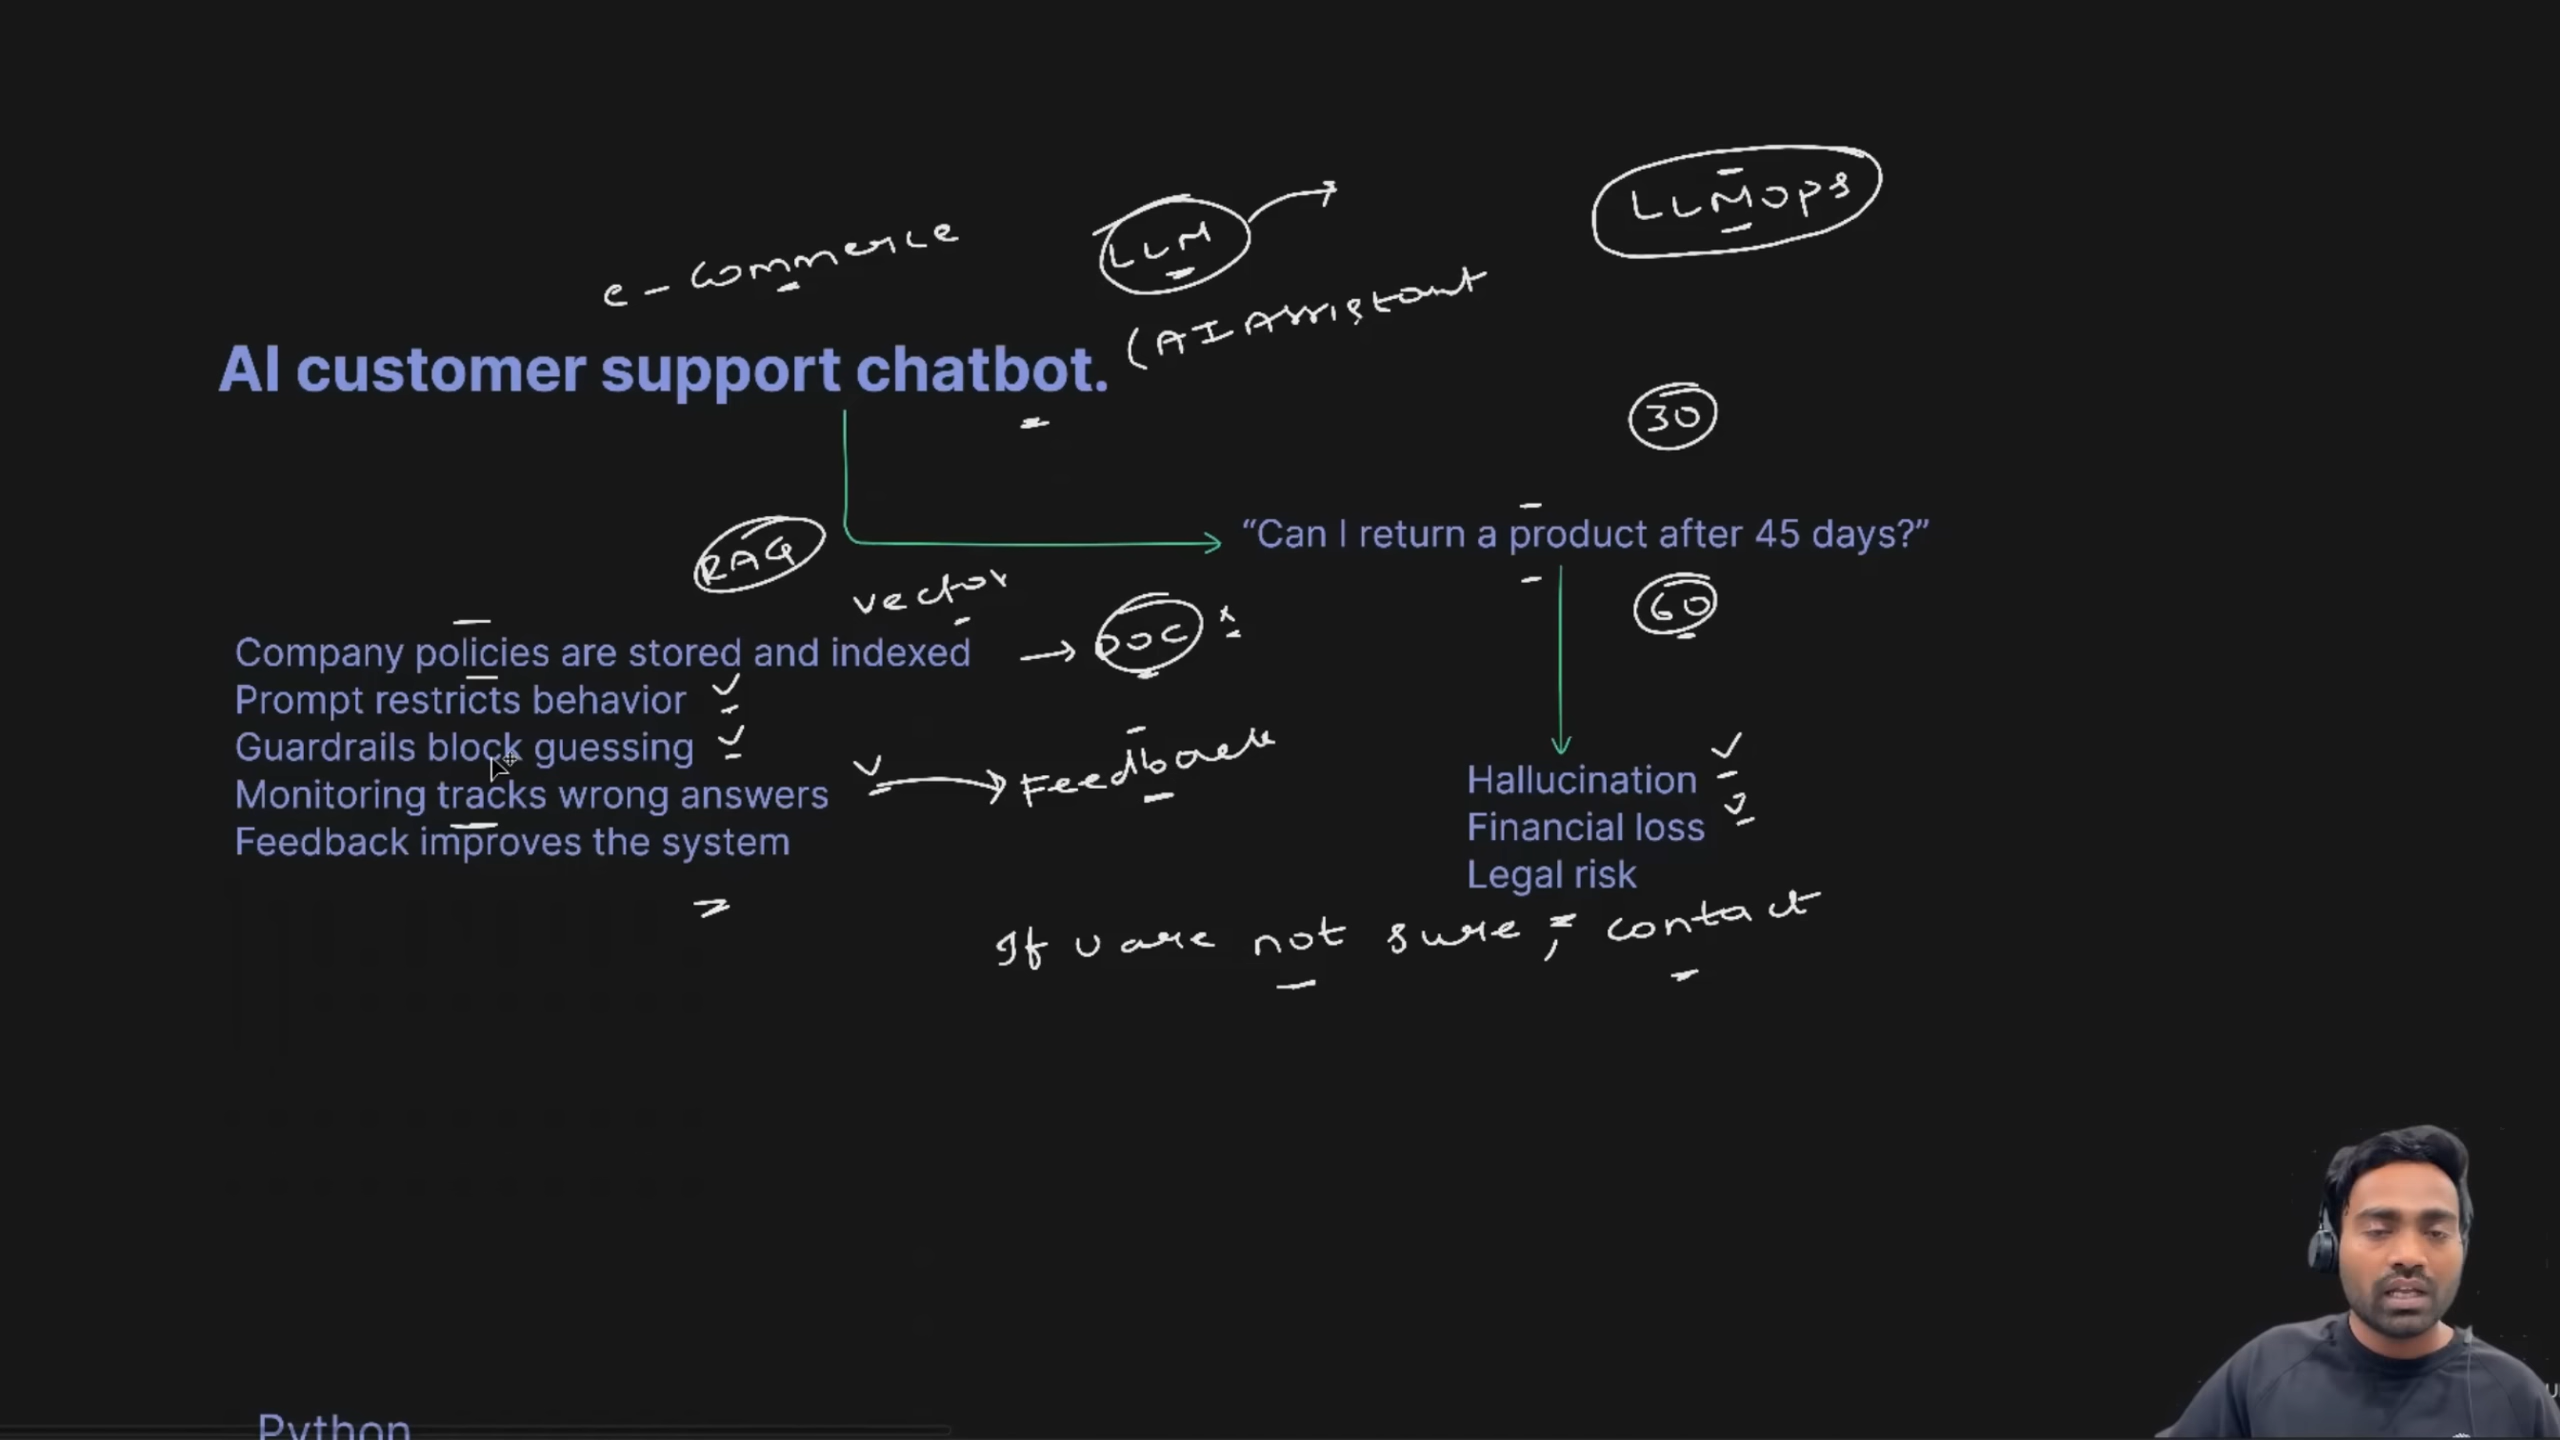 LLMOps
e-commerce
LLM
(AI Assistant
AI customer support chatbot.
30
“Can I return a product after 45 days?”
RAG
vector
60
DOC x
Company policies are stored and indexed
Prompt restricts behavior
Guardrails block guessing
Monitoring tracks wrong answers
Feedback improves the system
Feedback
Hallucination
Financial loss
Legal risk
If u are not sure, contact
Python